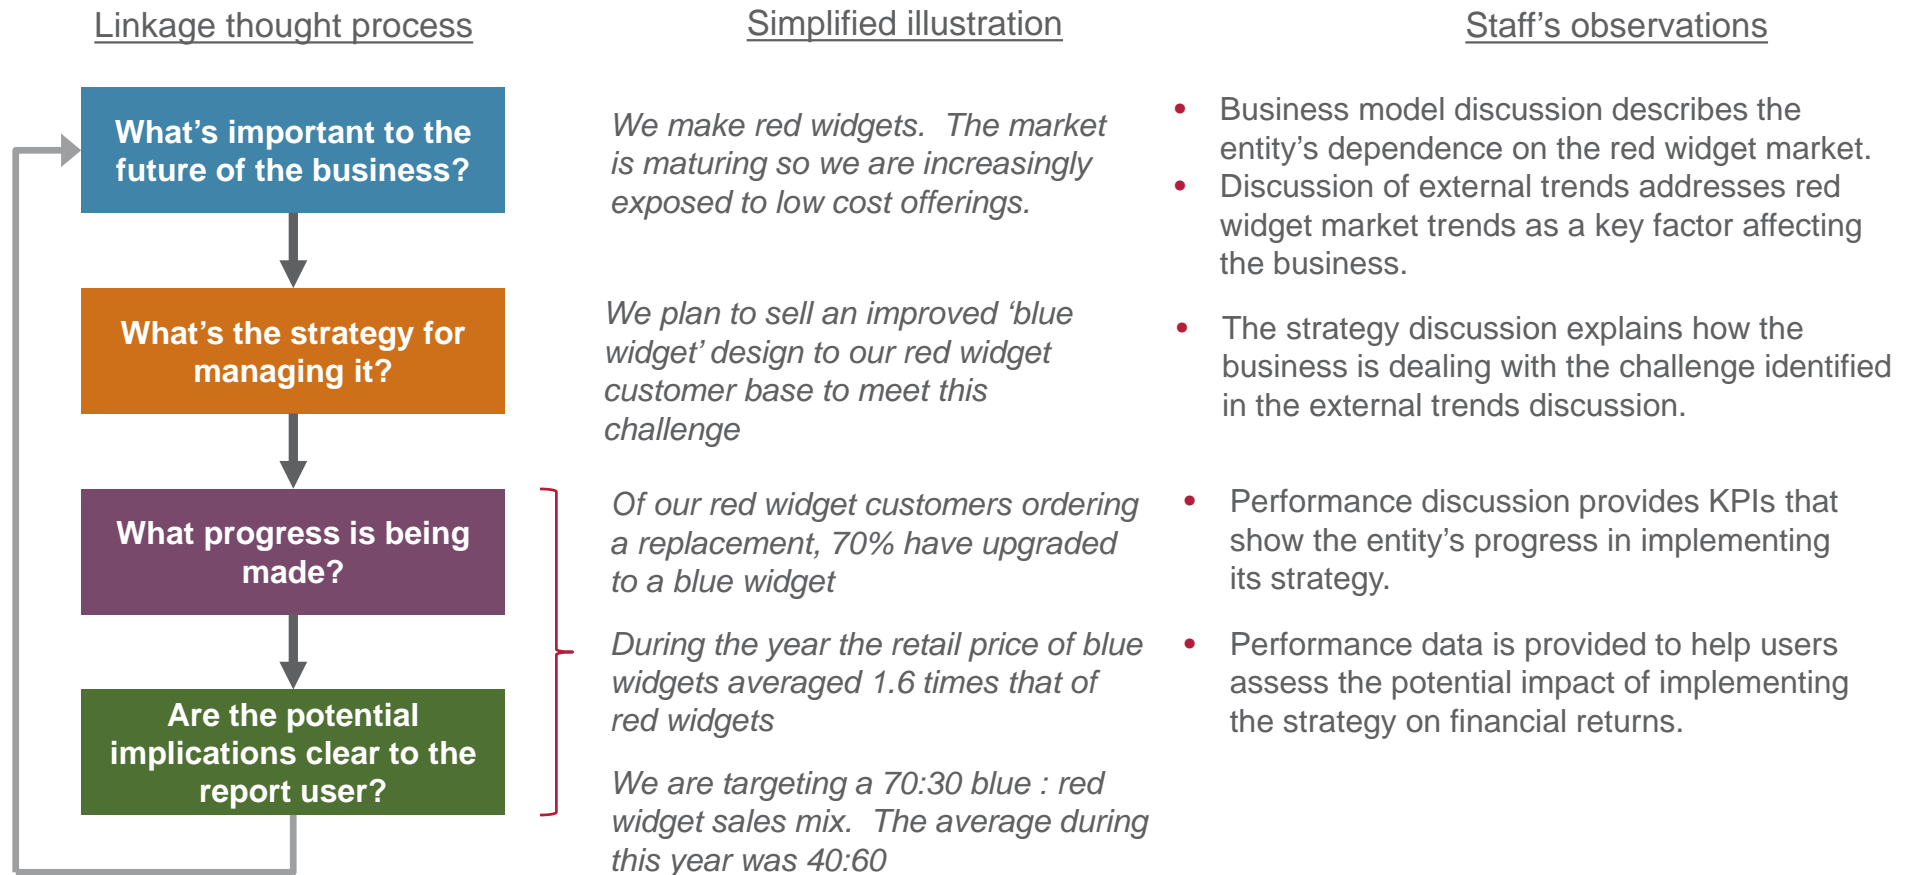 Linkage thought process
Simplified illustration
Staff’s observations
What’s important to the
future of the business?
We make red widgets.  The market
is maturing so we are increasingly
exposed to low cost offerings.
• Business model discussion describes the
entity’s dependence on the red widget market.
• Discussion of external trends addresses red
widget market trends as a key factor affecting
the business.
What’s the strategy for
managing it?
We plan to sell an improved ‘blue
widget’ design to our red widget
customer base to meet this
challenge
• The strategy discussion explains how the
business is dealing with the challenge identified
in the external trends discussion.
What progress is being
made?
Of our red widget customers ordering
a replacement, 70% have upgraded
to a blue widget
• Performance discussion provides KPIs that
show the entity’s progress in implementing
its strategy.
Are the potential
implications clear to the
report user?
During the year the retail price of blue
widgets averaged 1.6 times that of
red widgets
We are targeting a 70:30 blue : red
widget sales mix.  The average during
this year was 40:60
• Performance data is provided to help users
assess the potential impact of implementing
the strategy on financial returns.